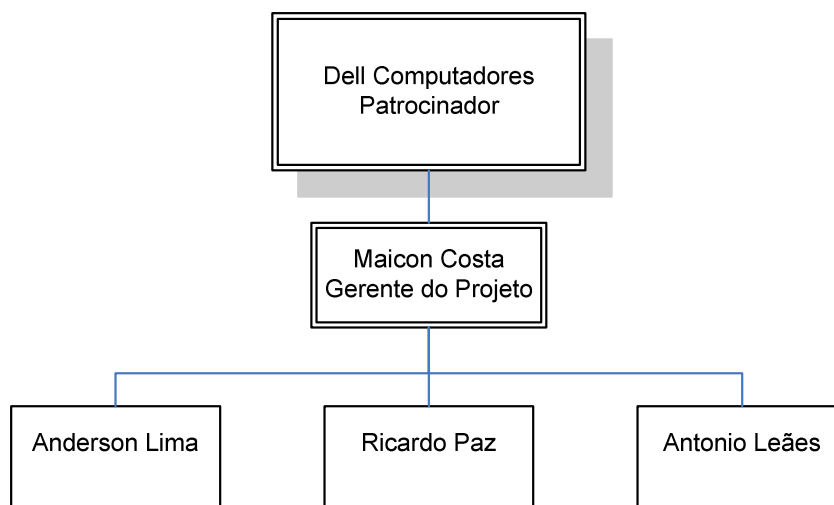 Dell Computadores
Patrocinador
Maicon Costa
Gerente do Projeto
Anderson Lima
Ricardo Paz
Antonio Leães